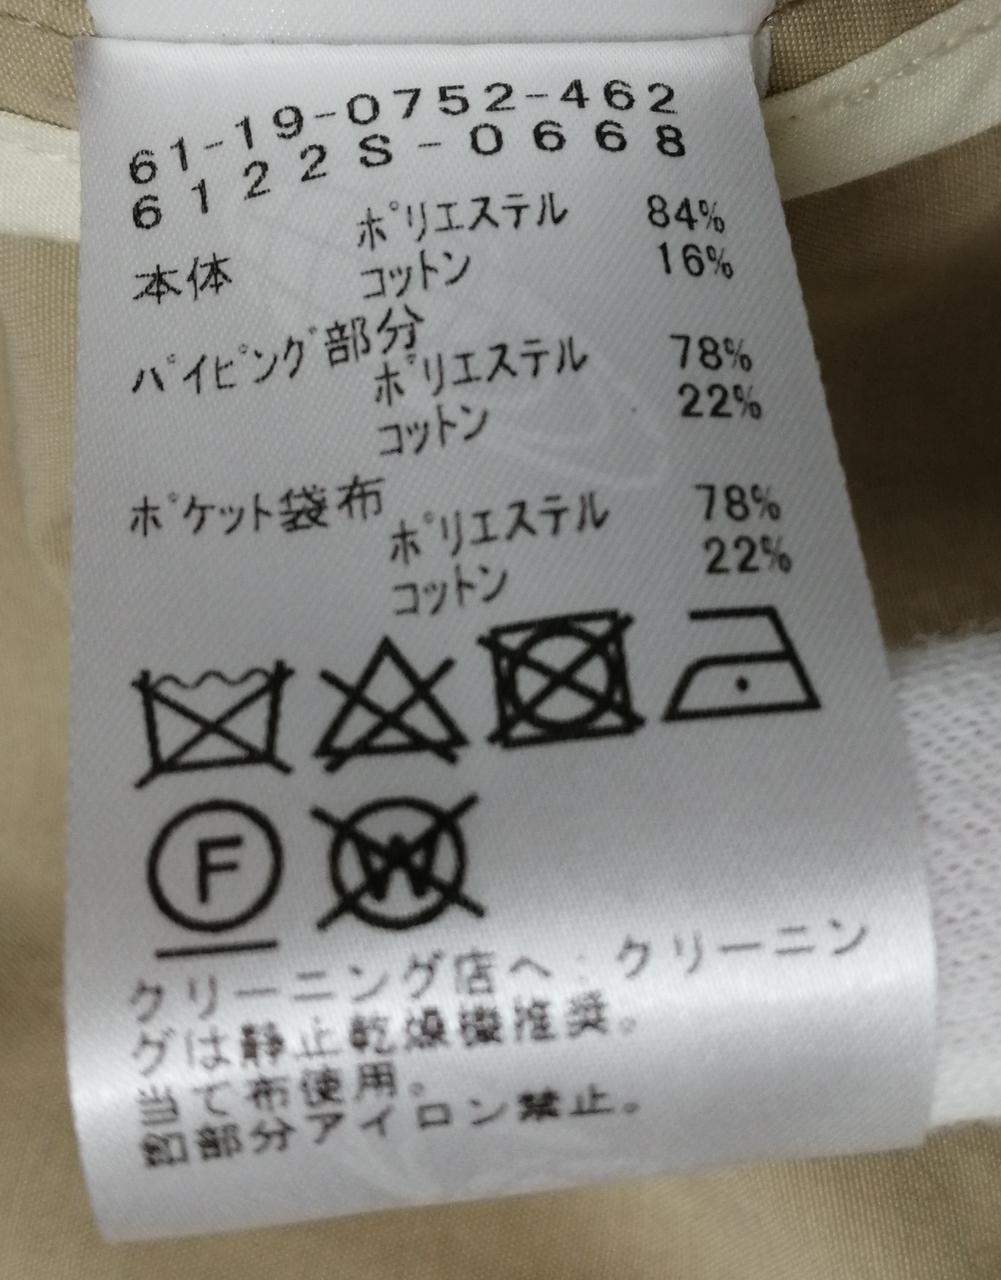 61-19-0752-462
6122S-0668
本体 ポリエステル 84%
コットン 16%
パイピング部分
ポリエステル 78%
コットン 22%
ポケット袋布
ポリエステル 78%
コットン 22%
F W
クリーニング店へ:クリーニン
グは静止乾燥機推奨。
当て布使用。
釦部分アイロン禁止。